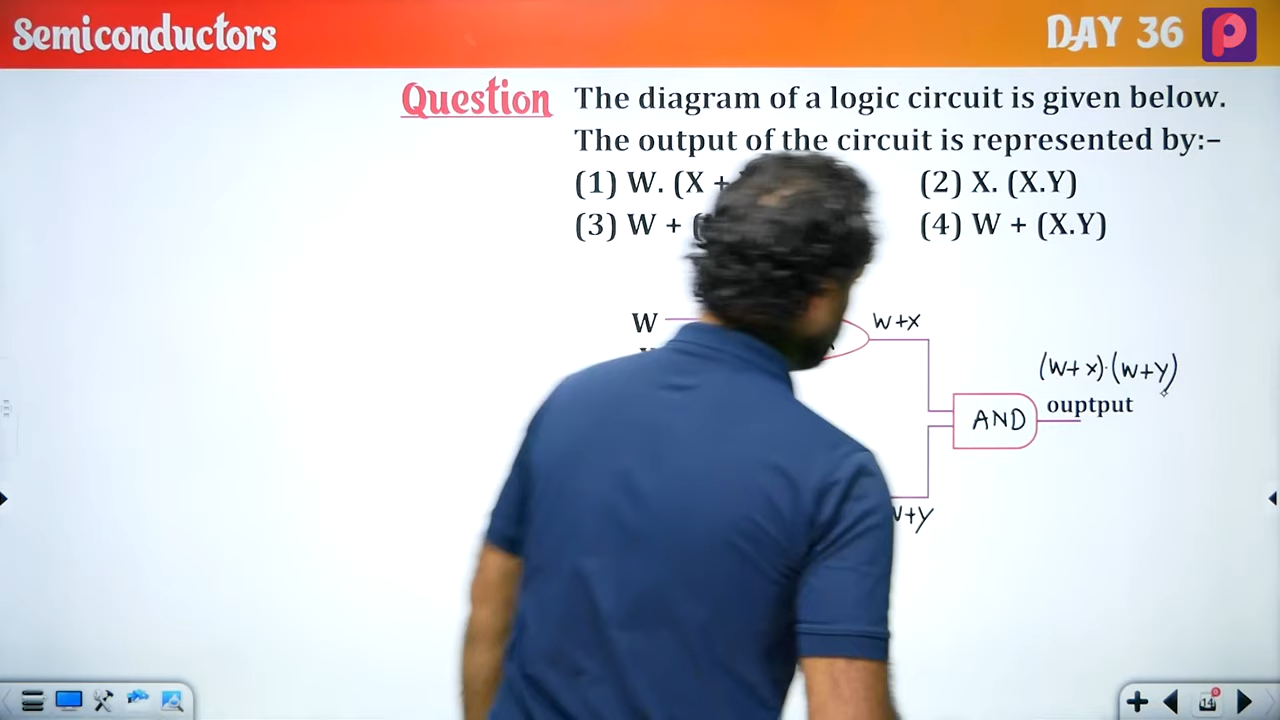 Semiconductors
DAY 36
Question The diagram of a logic circuit is given below.
The output of the circuit is represented by:–
(1) W. (X + (2) X. (X.Y)
(3) W + ( (4) W + (X.Y)
W
W+X
(W+X)·(W+Y)
AND ouptput
W+Y
14